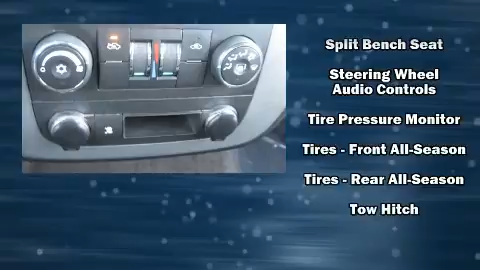 Split Bench Seat
Steering Wheel
Audio Controls
Tire Pressure Monitor
Tires - Front All-Season
Tires - Rear All-Season
Tow Hitch